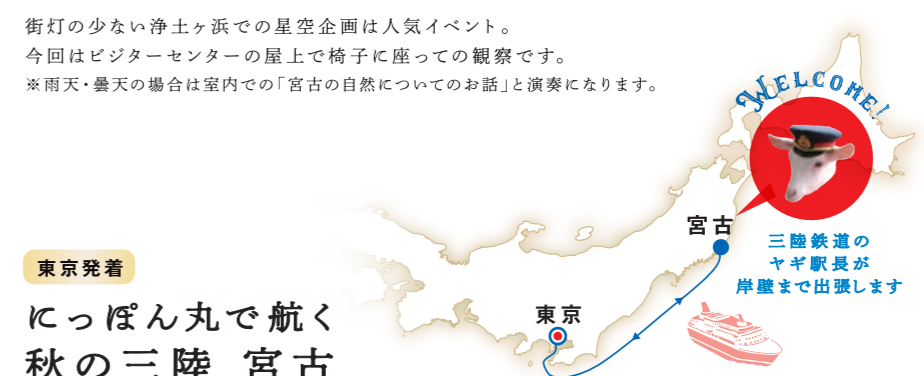 街灯の少ない浄土ヶ浜での星空企画は人気イベント。
今回はビジターセンターの屋上で椅子に座っての観察です。
※雨天・曇天の場合は室内での「宮古の自然についてのお話」と演奏になります。
WELCOME!
宮古
三陸鉄道の
ヤギ駅長が
岸壁まで出張します
東京
東京発着
にっぽん丸で航く
秋の三陸 宮古